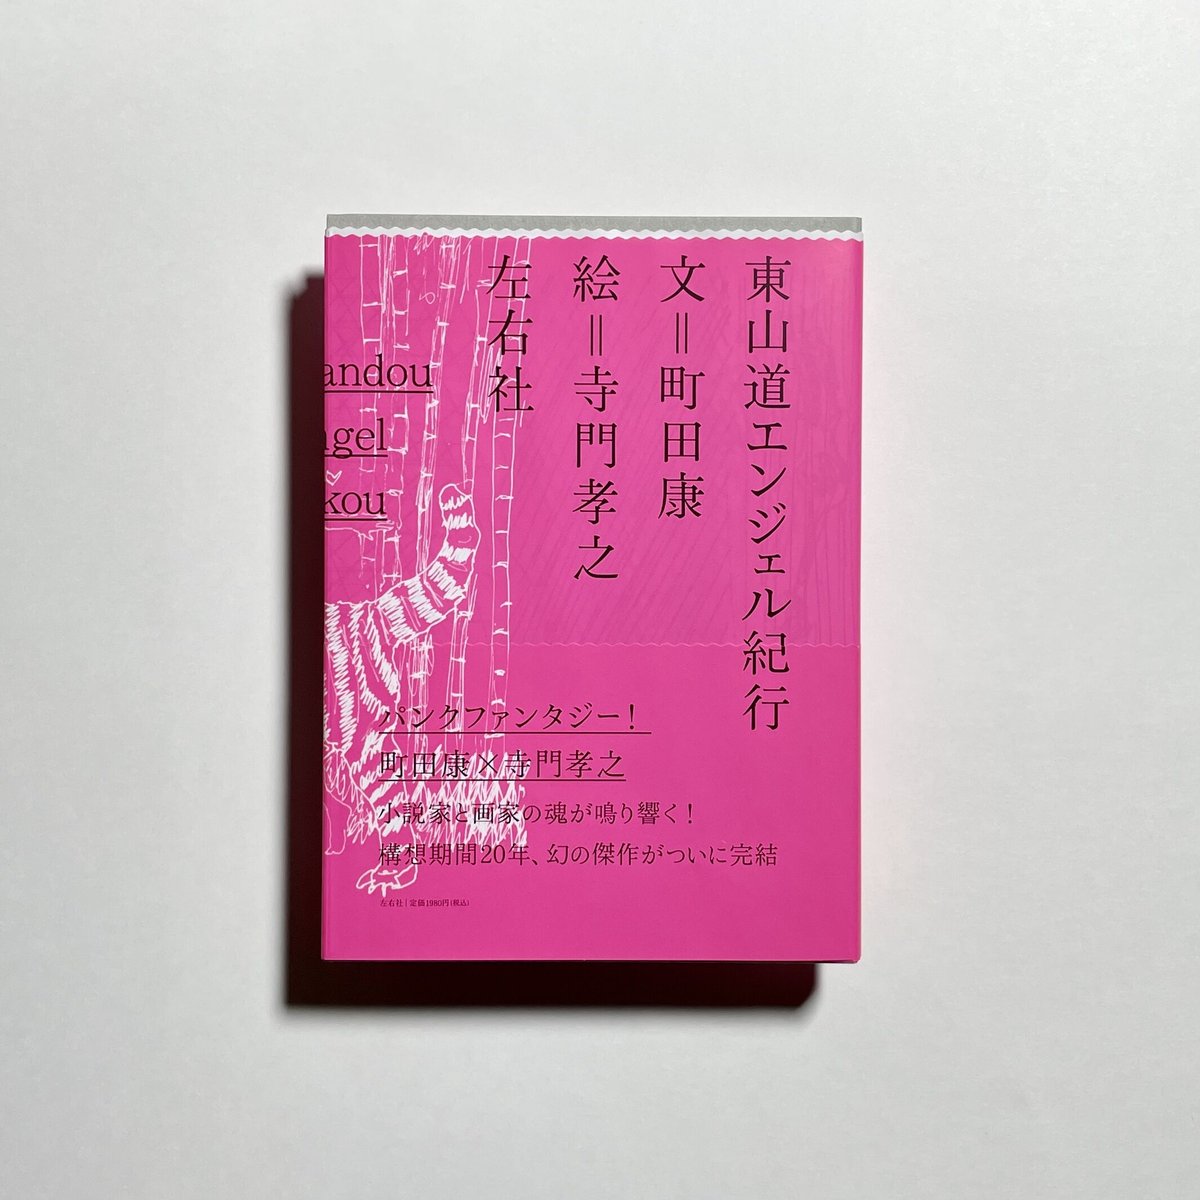 東山道エンジェル紀行
文＝町田康
絵＝寺門孝之
左右社
andou
ngel
kou
パンクファンタジー！
町田康×寺門孝之
小説家と画家の魂が鳴り響く！
構想期間20年、幻の傑作がついに完結
左右社｜定価1980円（税込）